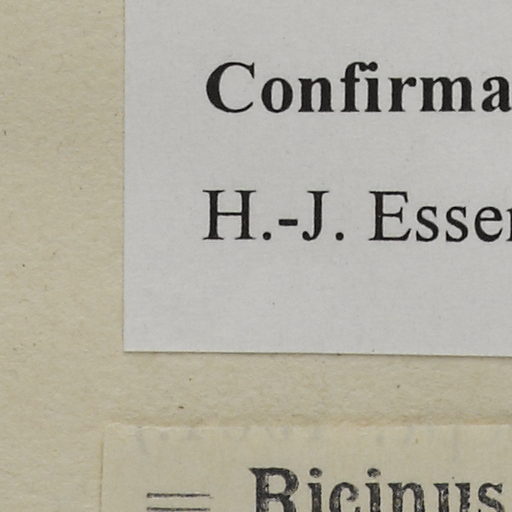 Confirma
H.-J. Esser
= Ricinus